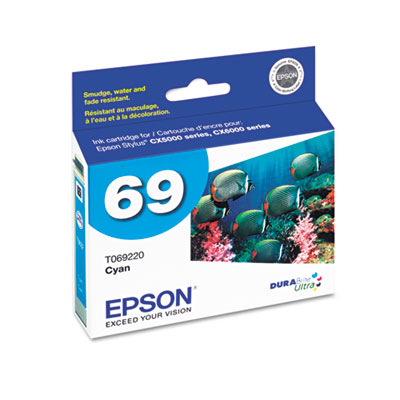 Smudge, water and
fade resistant.
Résistant au maculage,
à l'eau et à la décoloration.
EPSON
Ink cartridge for / Cartouche d'encre pour :
Epson Stylus® CX5000 series, CX6000 series
69
T069220
Cyan
EPSON®
EXCEED YOUR VISION
DURABrite
Ultra